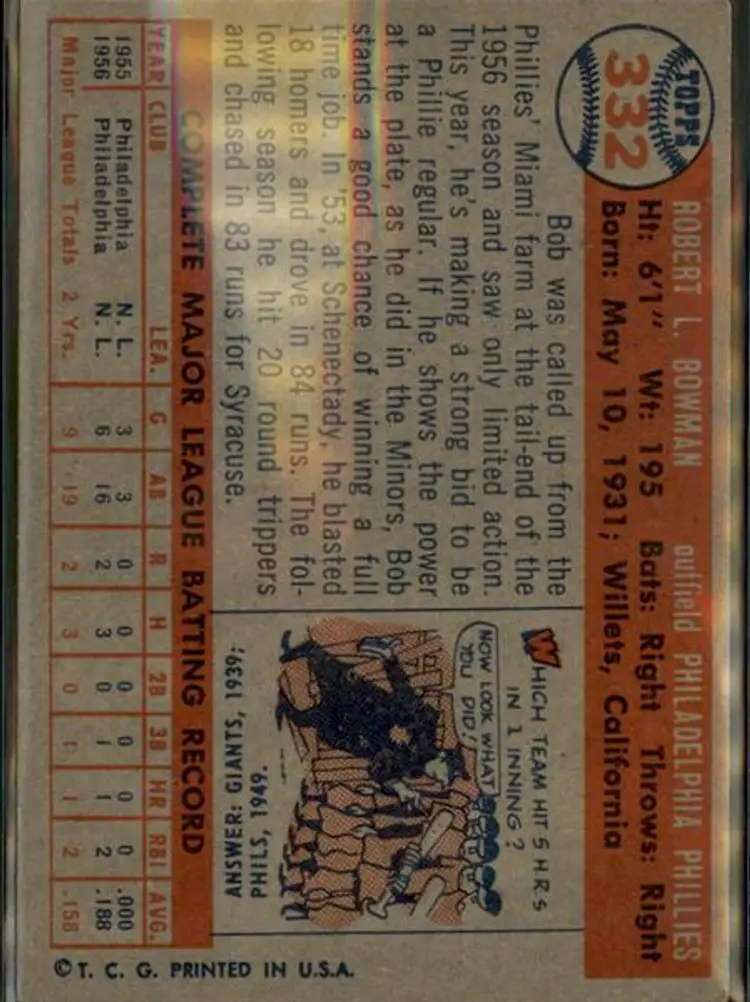 TOPPS
332
ROBERT L. BOWMAN outfield PHILADELPHIA PHILLIES
Ht: 6'1" Wt: 195 Bats: Right Throws: Right
Born: May 10, 1931; Willets, California
Bob was called up from the
Phillies' Miami farm at the tail-end of the
1956 season and saw only limited action.
This year, he's making a strong bid to be
a Phillie regular. If he shows the power
at the plate, as he did in the Minors, Bob
stands a good chance of winning a full
time job. In '53, at Schenectady, he blasted
18 homers and drove in 84 runs. The fol-
lowing season he hit 20 round trippers
and chased in 83 runs for Syracuse.
WHICH TEAM HIT 5 H.R.S
IN 1 INNING?
NOW LOOK WHAT
YOU DID!
ANSWER: GIANTS, 1939;
PHILS, 1949.
COMPLETE MAJOR LEAGUE BATTING RECORD
YEAR CLUB LEA. G AB R H 2B 3B HR RBI AVG.
1955 Philadelphia N. L. 3 3 0 0 0 0 0 0 .000
1956 Philadelphia N. L. 6 16 2 3 0 1 1 2 .188
Major League Totals 2 Yrs. 9 19 2 3 0 1 1 2 .158
©T. C. G. PRINTED IN U.S.A.